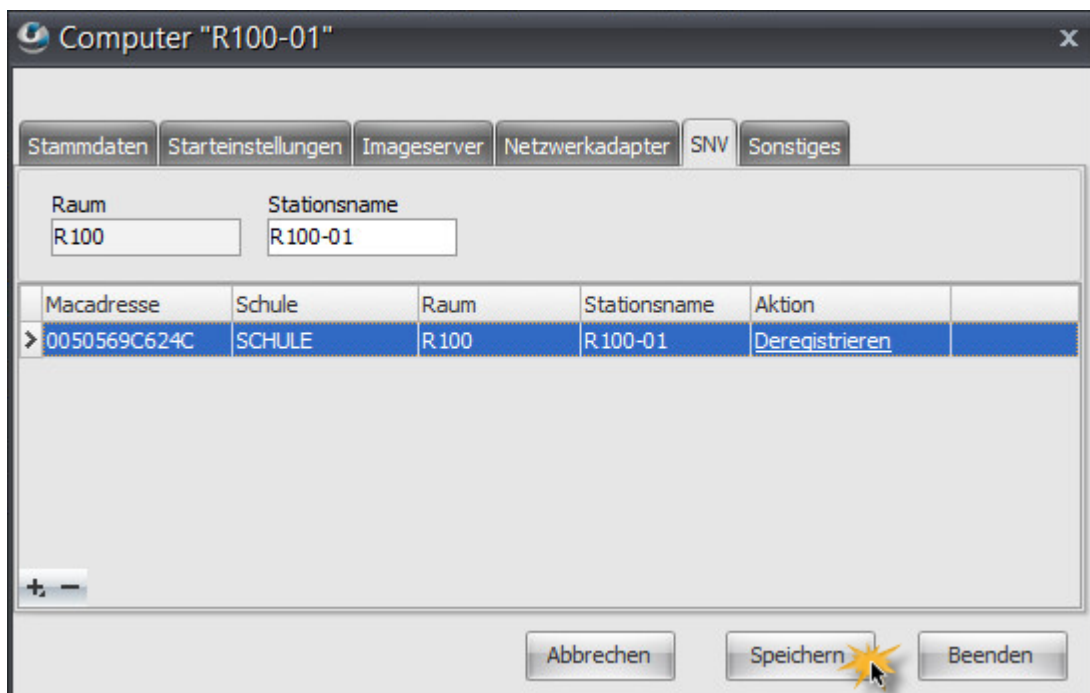 Computer "R100-01"
x
Stammdaten Starteinstellungen Imageserver Netzwerkadapter SNV Sonstiges
Raum Stationsname
R100 R100-01
Macadresse Schule Raum Stationsname Aktion
0050569C624C SCHULE R100 R100-01 Deregistrieren
Abbrechen Speichern Beenden